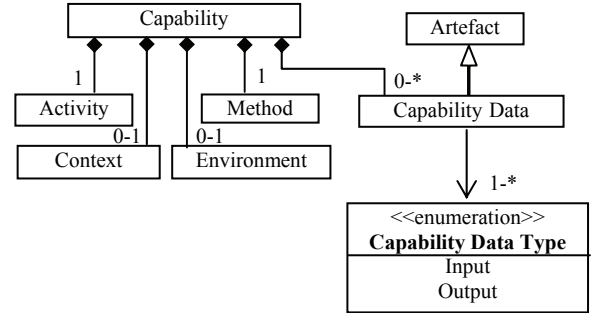 Capability
Artefact
1
1
0-*
Activity
Method
Capability Data
0-1
0-1
Context
Environment
1-*
<<enumeration>>
Capability Data Type
Input
Output